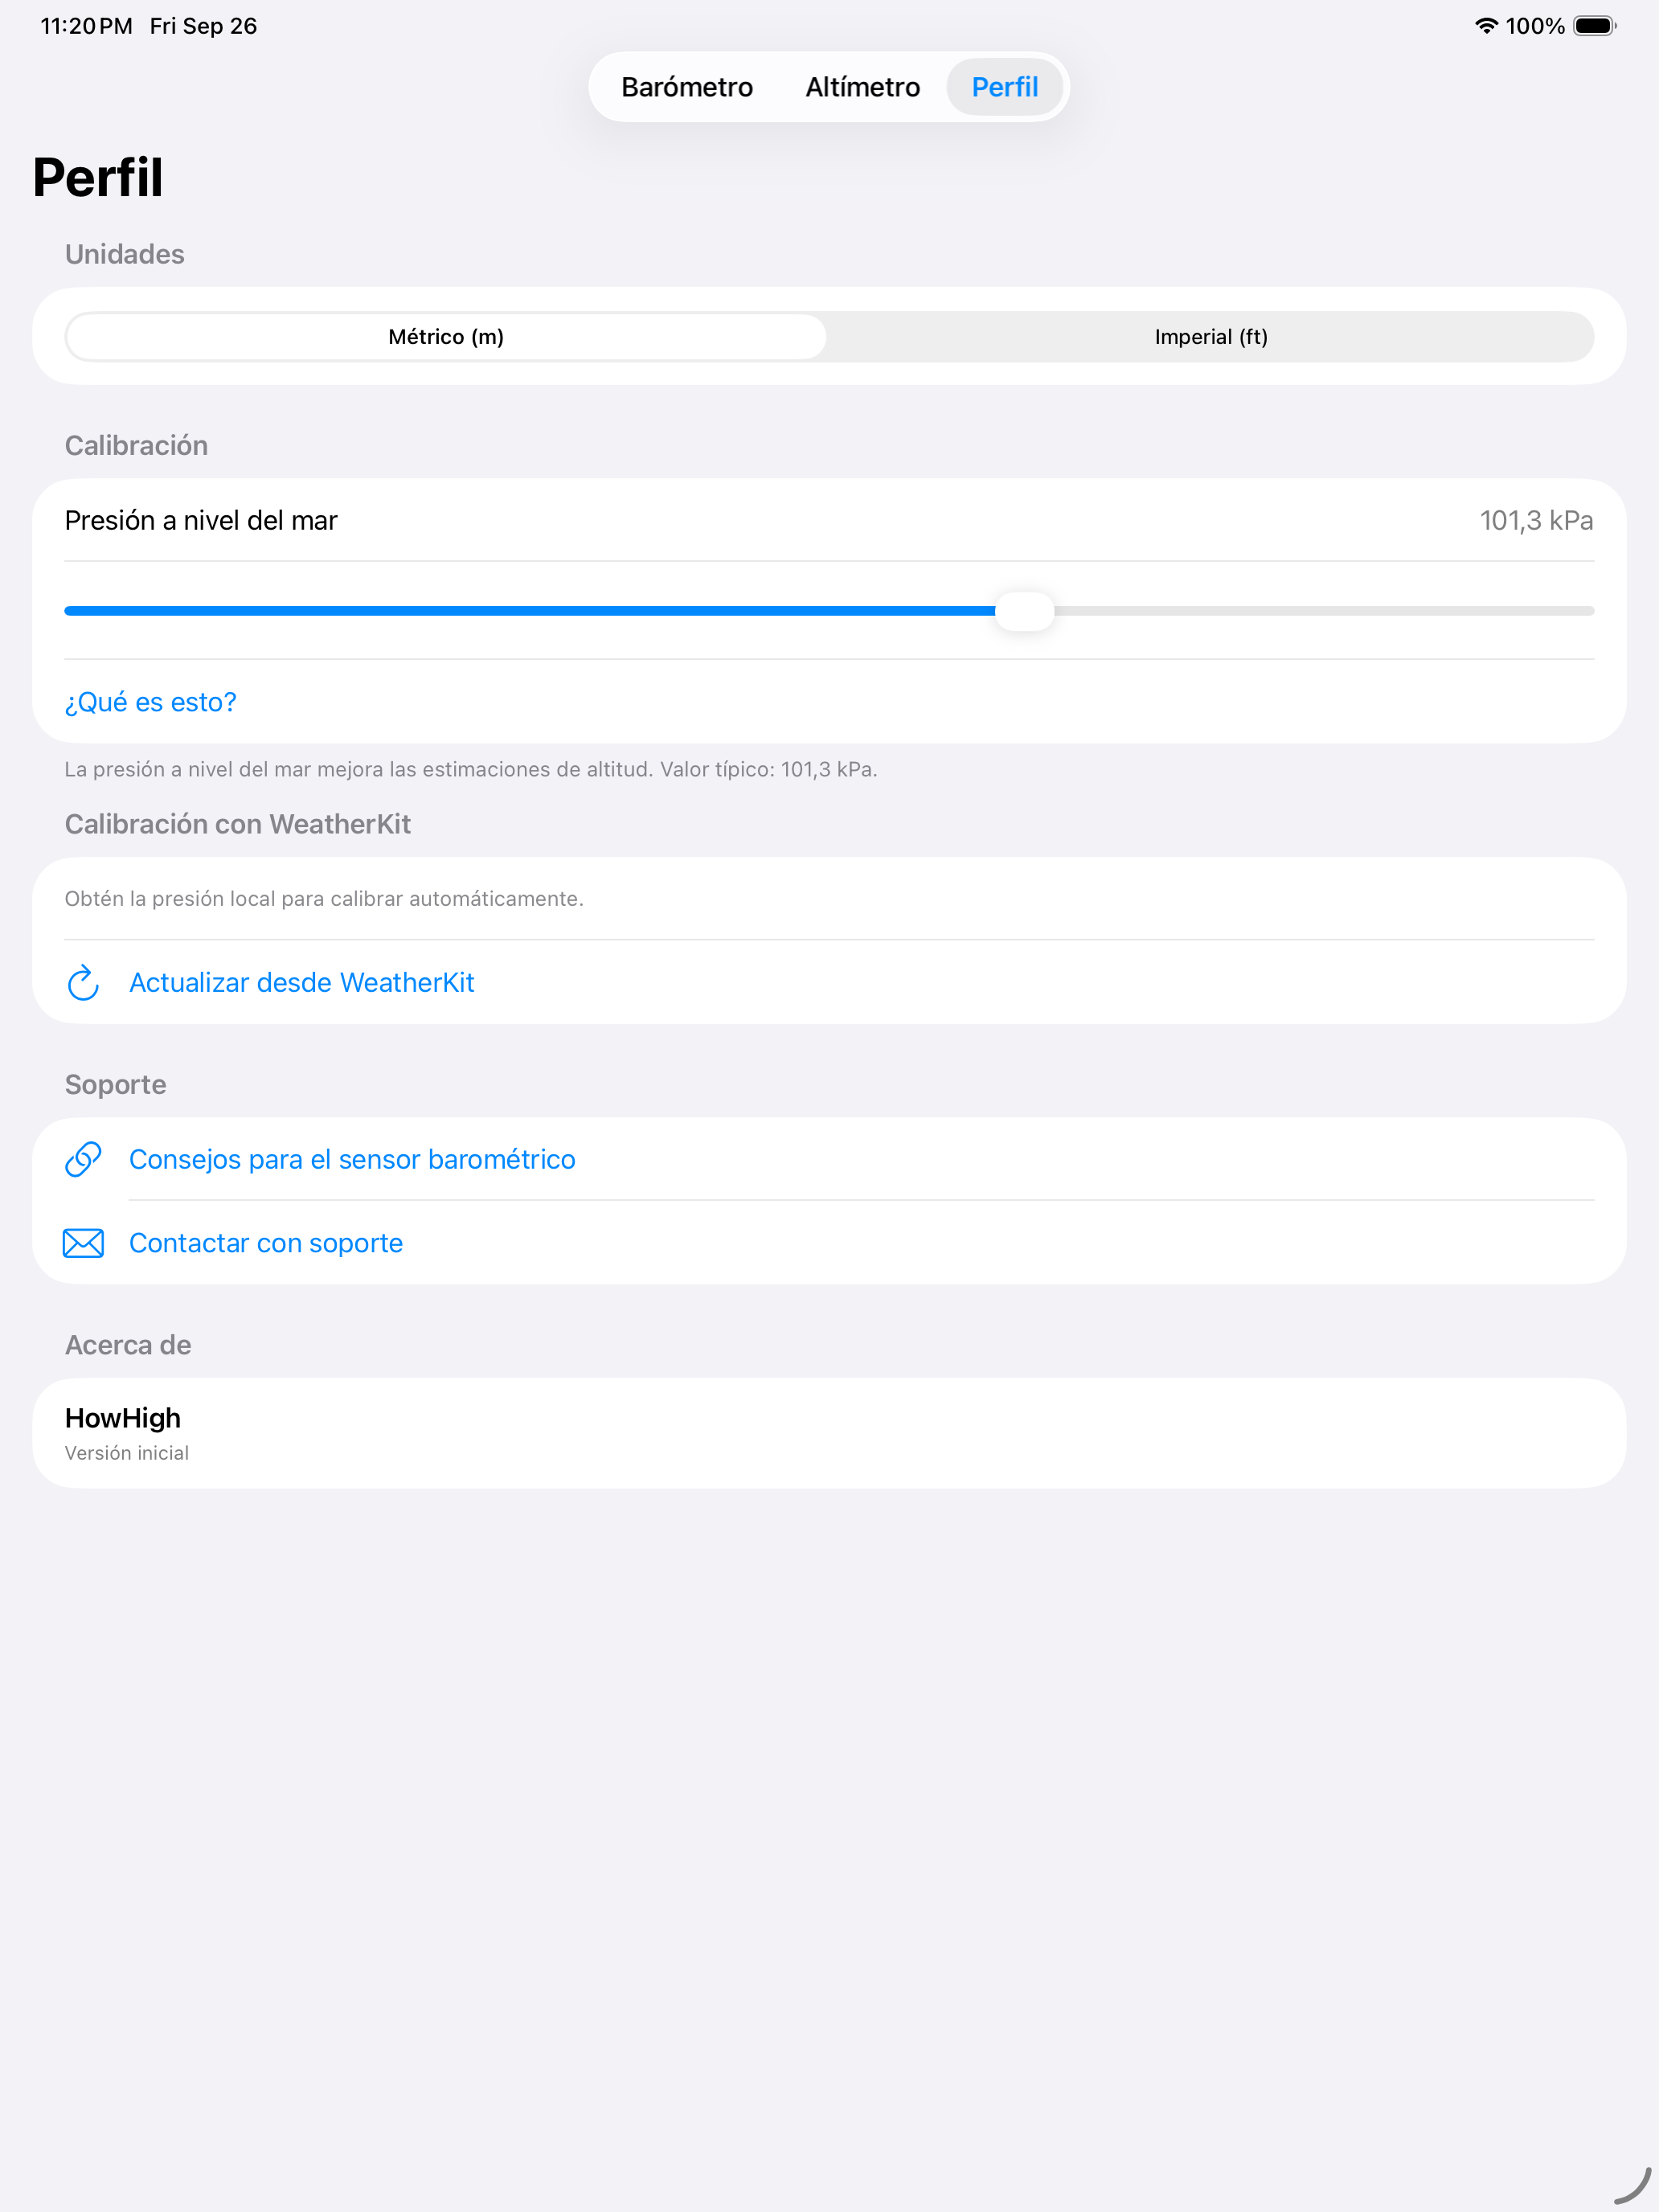 11:20 PM Fri Sep 26
100%
Barómetro Altímetro Perfil
Perfil
Unidades
Métrico (m) Imperial (ft)
Calibración
Presión a nivel del mar 101,3 kPa
¿Qué es esto?
La presión a nivel del mar mejora las estimaciones de altitud. Valor típico: 101,3 kPa.
Calibración con WeatherKit
Obtén la presión local para calibrar automáticamente.
Actualizar desde WeatherKit
Soporte
Consejos para el sensor barométrico
Contactar con soporte
Acerca de
HowHigh
Versión inicial